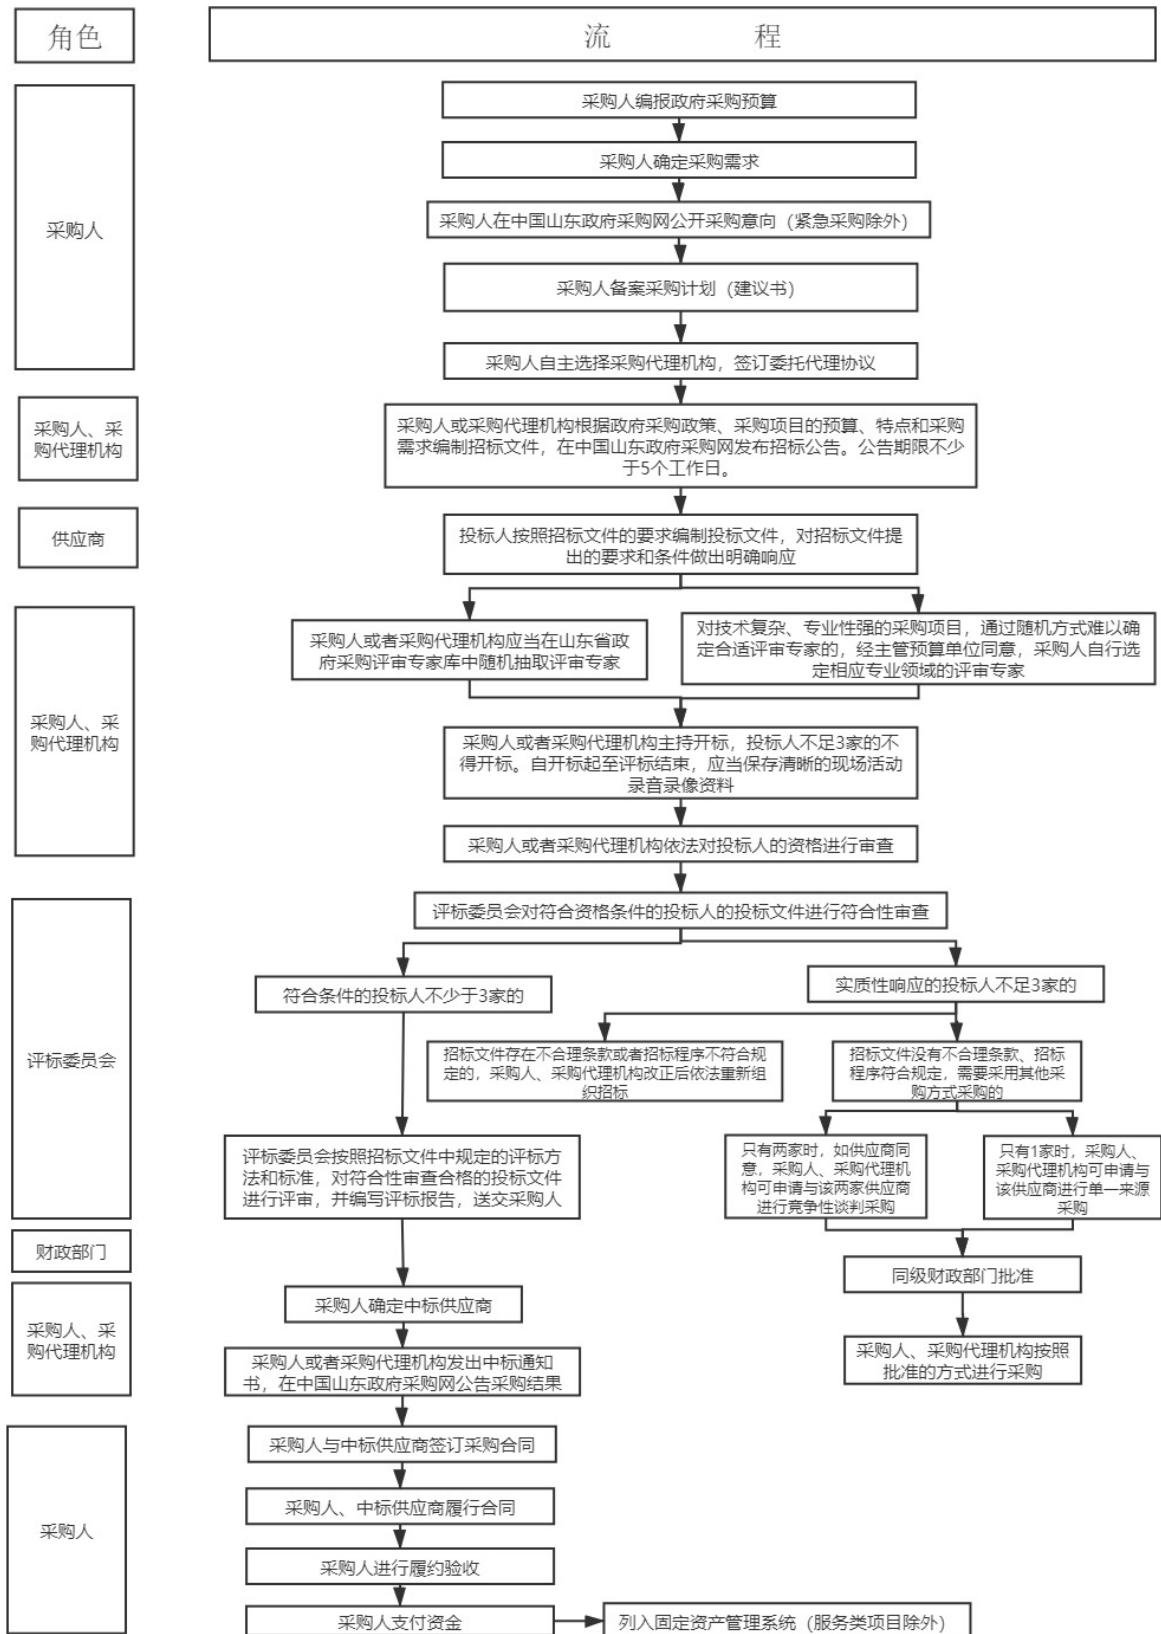 角色
流 程
采购人
采购人编报政府采购预算
采购人确定采购需求
采购人在中国山东政府采购网公开采购意向（紧急采购除外）
采购人备案采购计划（建议书）
采购人自主选择采购代理机构，签订委托代理协议
采购人、采
购代理机构
采购人或采购代理机构根据政府采购政策、采购项目的预算、特点和采购
需求编制招标文件，在中国山东政府采购网发布招标公告。公告期限不少
于5个工作日。
供应商
投标人按照招标文件的要求编制投标文件，对招标文件提
出的要求和条件做出明确响应
采购人、采
购代理机构
采购人或者采购代理机构应当在山东省政
府采购评审专家库中随机抽取评审专家
对技术复杂、专业性强的采购项目，通过随机方式难以确
定合适评审专家的，经主管预算单位同意，采购人自行选
定相应专业领域的评审专家
采购人或者采购代理机构主持开标，投标人不足3家的不
得开标。自开标起至评标结束，应当保存清晰的现场活动
录音录像资料
采购人或者采购代理机构依法对投标人的资格进行审查
评标委员会
评标委员会对符合资格条件的投标人的投标文件进行符合性审查
符合条件的投标人不少于3家的
实质性响应的投标人不足3家的
招标文件存在不合理条款或者招标程序不符合规
定的，采购人、采购代理机构改正后依法重新组
织招标
招标文件没有不合理条款、招标
程序符合规定，需要采用其他采
购方式采购的
评标委员会按照招标文件中规定的评标方
法和标准，对符合性审查合格的投标文件
进行评审，并编写评标报告，送交采购人
只有两家时，如供应商同
意，采购人、采购代理机
构可申请与该两家供应商
进行竞争性谈判采购
只有1家时，采购人、
采购代理机构可申请与
该供应商进行单一来源
采购
财政部门
同级财政部门批准
采购人、采
购代理机构
采购人确定中标供应商
采购人或者采购代理机构发出中标通知
书，在中国山东政府采购网公告采购结果
采购人、采购代理机构按照
批准的方式进行采购
采购人
采购人与中标供应商签订采购合同
采购人、中标供应商履行合同
采购人进行履约验收
采购人支付资金
列入固定资产管理系统（服务类项目除外）